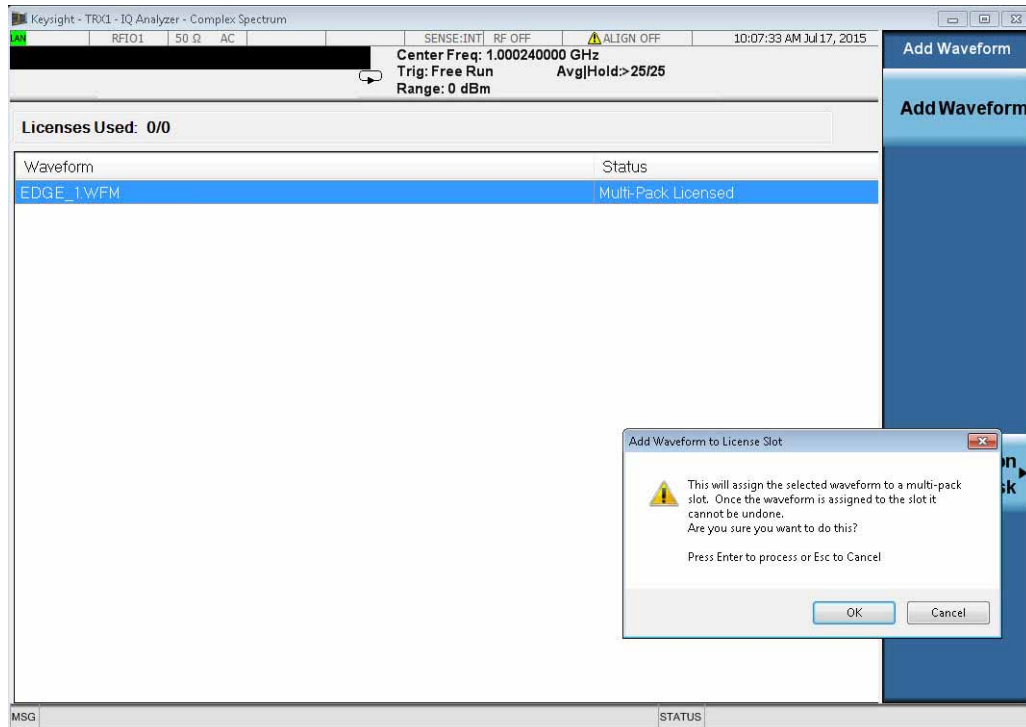 Keysight - TRX1 - IQ Analyzer - Complex Spectrum
LAN RFIO1 50 Ω AC SENSE:INT RF OFF ALIGN OFF 10:07:33 AM Jul 17, 2015
Center Freq: 1.000240000 GHz
Trig: Free Run Avg|Hold:>25/25
Range: 0 dBm
Add Waveform
Add Waveform
Licenses Used: 0/0
Waveform Status
EDGE_1.WFM Multi-Pack Licensed
Add Waveform to License Slot
This will assign the selected waveform to a multi-pack
slot. Once the waveform is assigned to the slot it
cannot be undone.
Are you sure you want to do this?
Press Enter to process or Esc to Cancel
OK Cancel
MSG STATUS